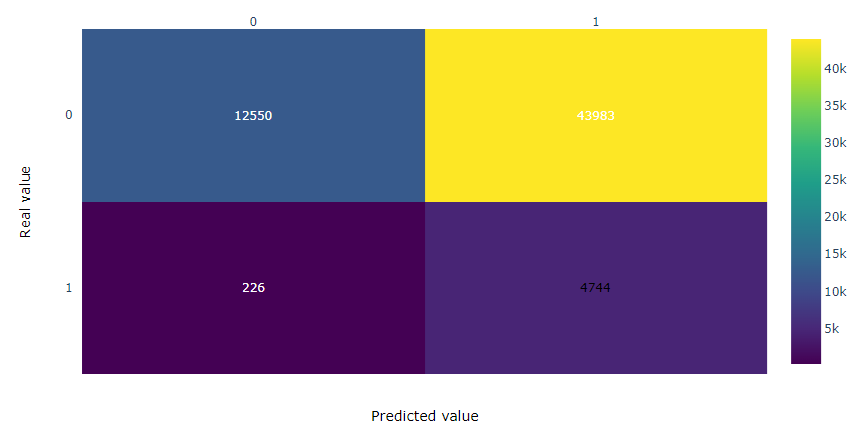 0 1
0 12550 43983
1 226 4744
Real value
Predicted value
40k
35k
30k
25k
20k
15k
10k
5k